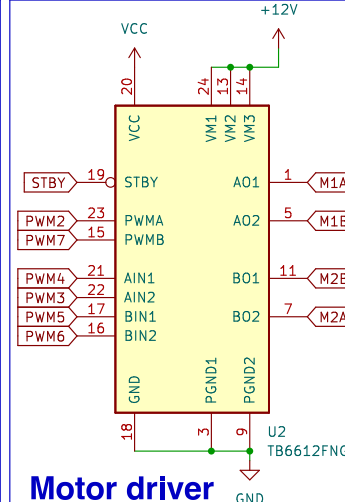 +12V
VCC
20
24
13
14
VCC
VM1
VM2
VM3
STBY 19 STBY AO1 1 M1A
PWM2 23 PWMA AO2 5 M1B
PWM7 15 PWMB
PWM4 21 AIN1 BO1 11 M2B
PWM3 22 AIN2
PWM5 17 BIN1 BO2 7 M2A
PWM6 16 BIN2
GND
PGND1
PGND2
18
3
9
U2
TB6612FNG
Motor driver
GND